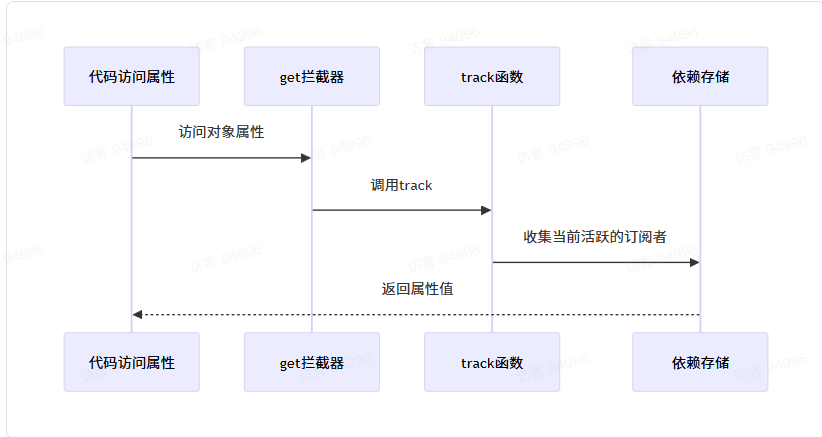 代码访问属性
get拦截器
track函数
依赖存储
访问对象属性
调用track
收集当前活跃的订阅者
返回属性值
代码访问属性
get拦截器
track函数
依赖存储
访客 94996